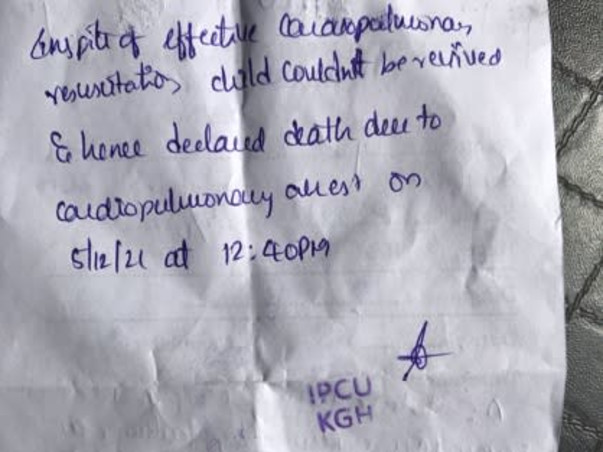 Inspite of effective Cardiopulmonary
resuscitation child Couldn't be revived
& hence declared death due to
cardiopulmonary arrest on
5/12/21 at 12:40PM
IPCU
KGH